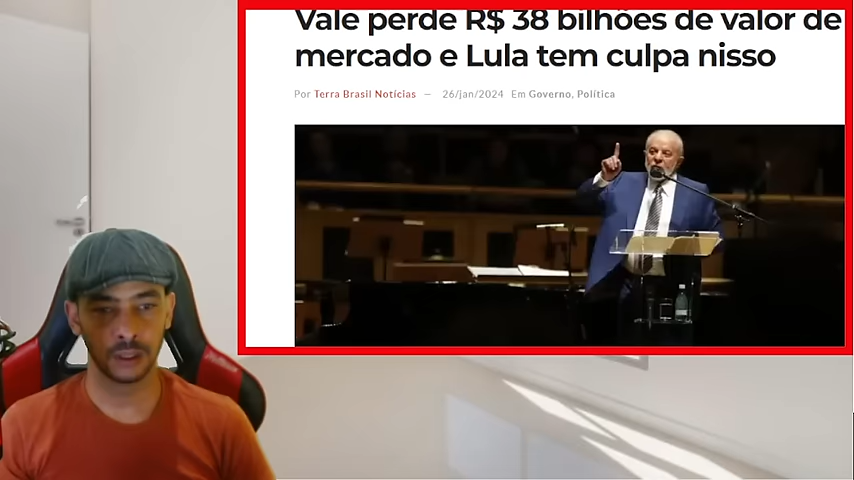 Vale perde R$ 38 bilhões de valor de
mercado e Lula tem culpa nisso
Por Terra Brasil Notícias — 26/jan/2024 Em Governo, Política